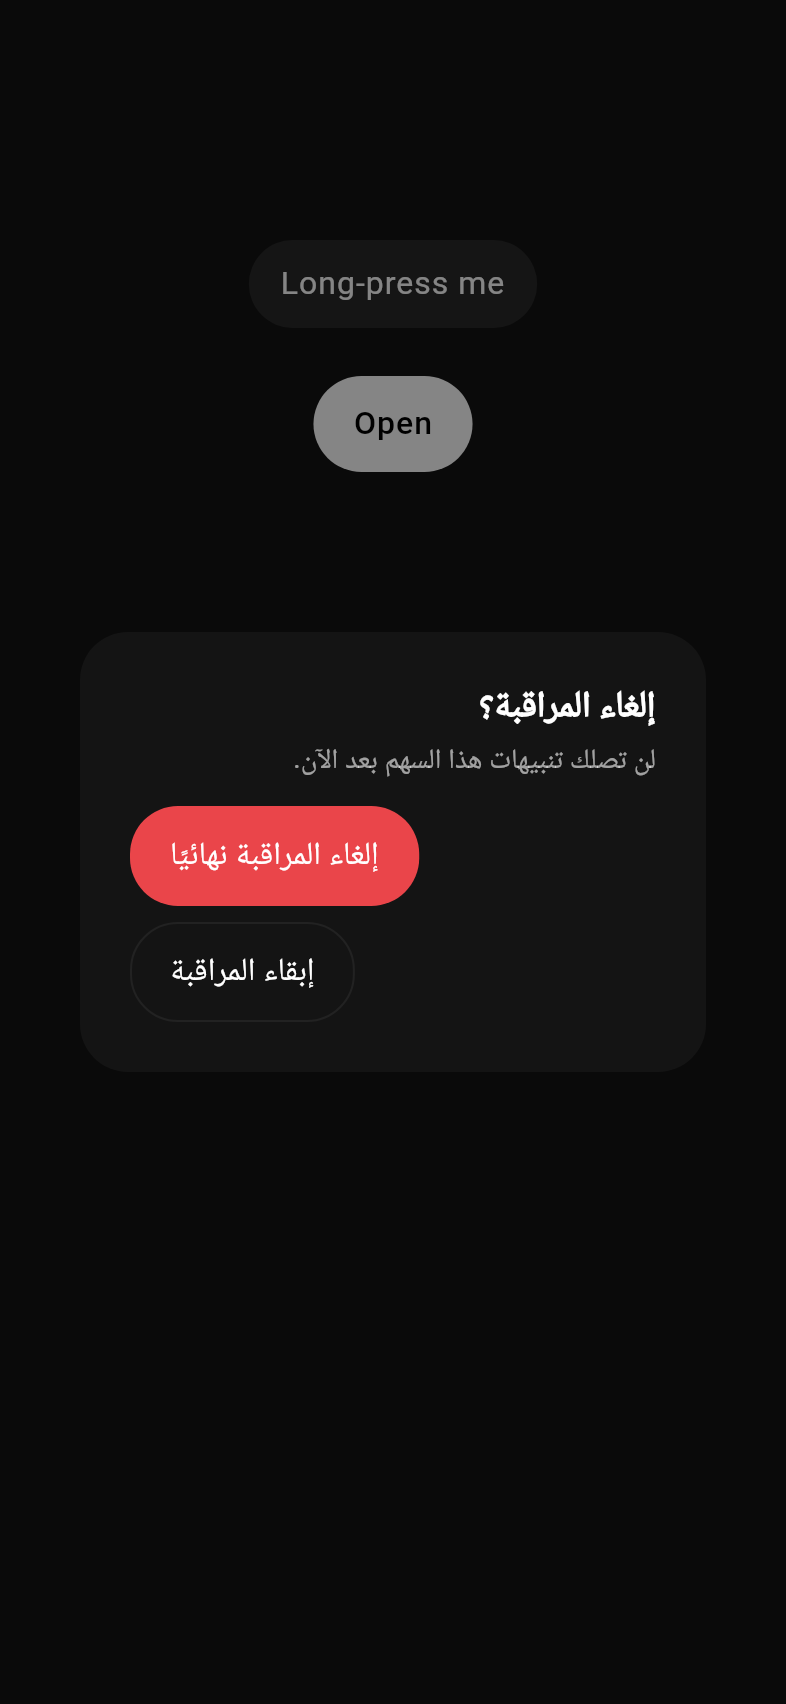 Long-press me
Open
إلغاء المراقبة؟
لن تصلك تنبيهات هذا السهم بعد الآن.
إلغاء المراقبة نهائيًا
إبقاء المراقبة